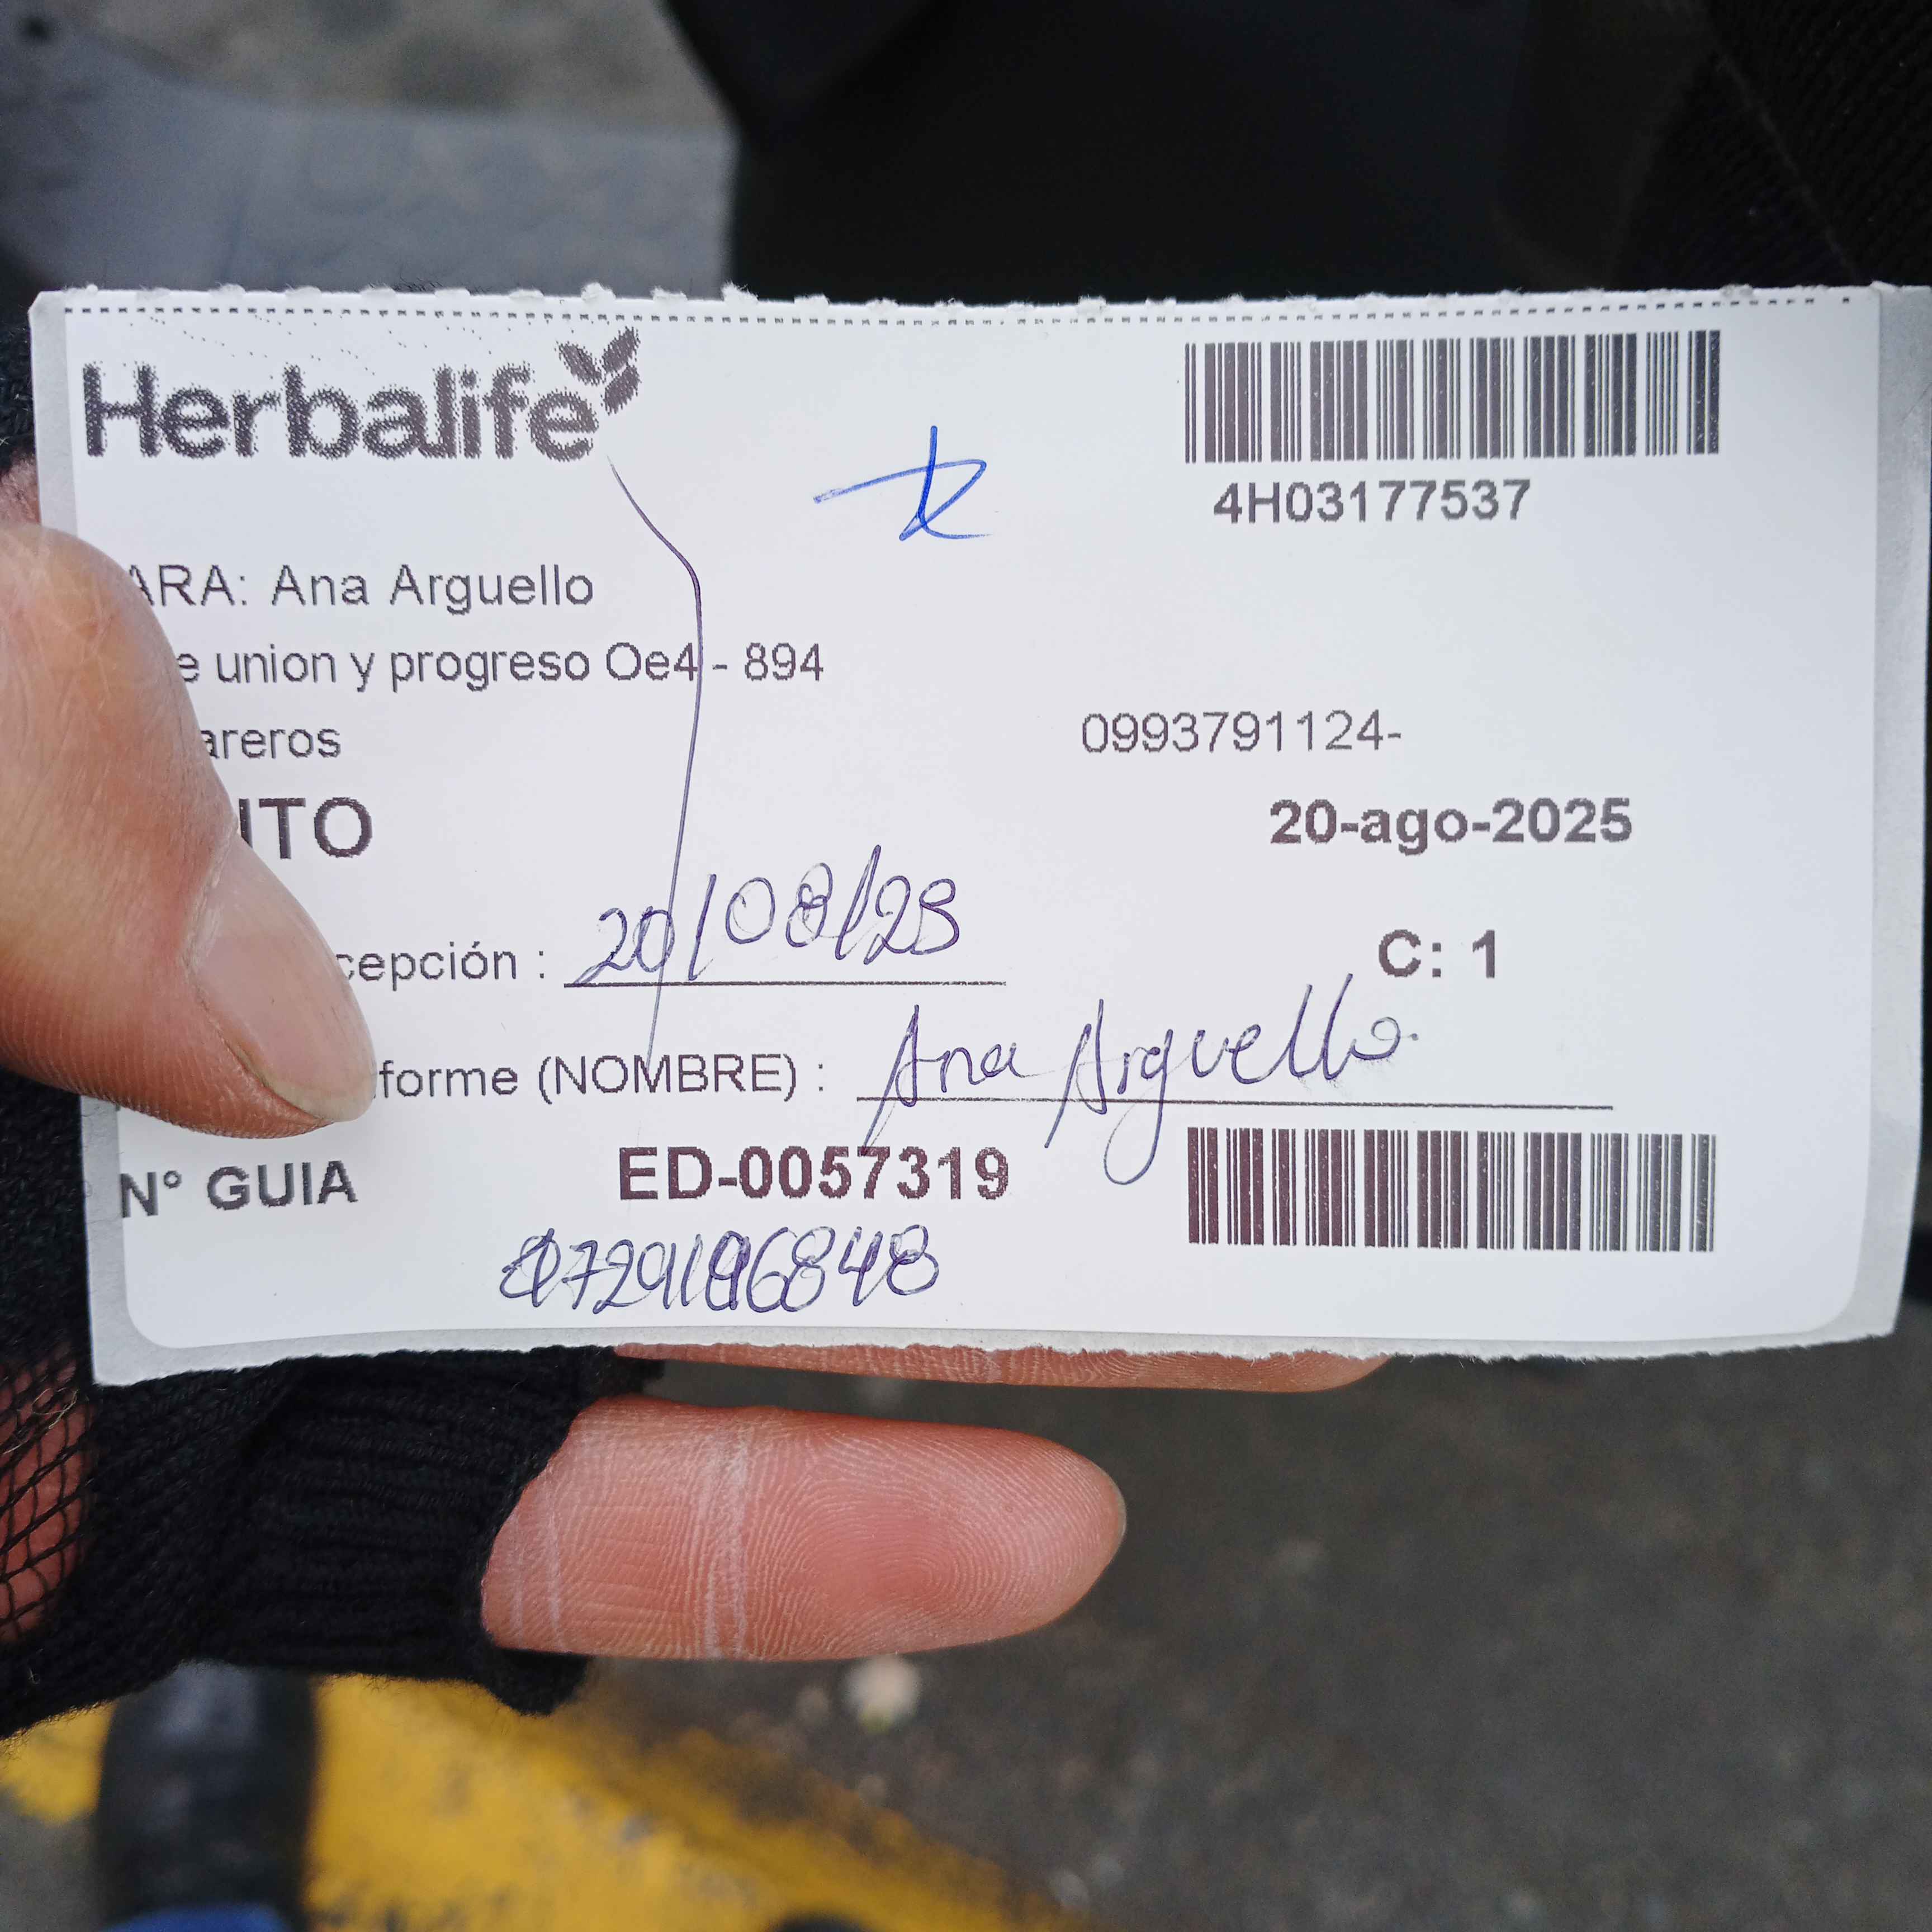 Herbalife
4H03177537
ARA: Ana Arguello
e union y progreso Oe4 - 894
areros
0993791124-
ITO
20-ago-2025
cepción : 20/08/25
C: 1
forme (NOMBRE) : Ana Arguello
N° GUIA ED-0057319